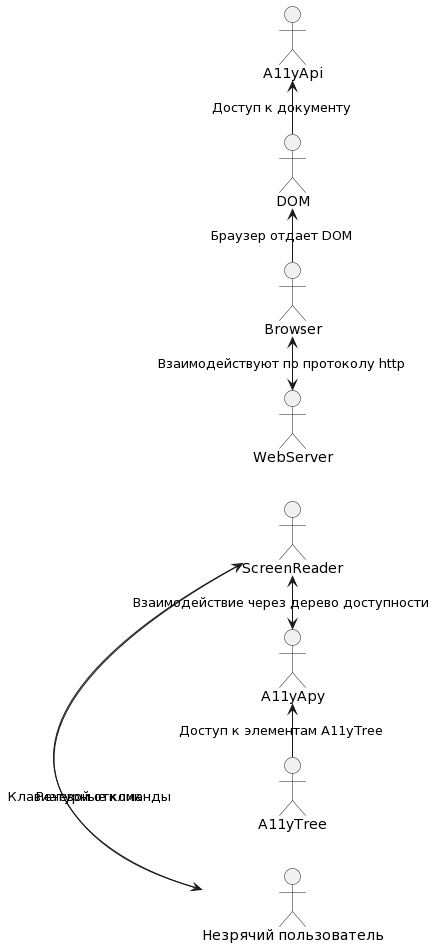 A11yApi
Доступ к документу
DOM
Браузер отдает DOM
Browser
Взаимодействуют по протоколу http
WebServer
ScreenReader
Взаимодействие через дерево доступности
A11yApy
Доступ к элементам A11yTree
A11yTree
Клавиатурные команды
Речевой отклик
Незрячий пользователь